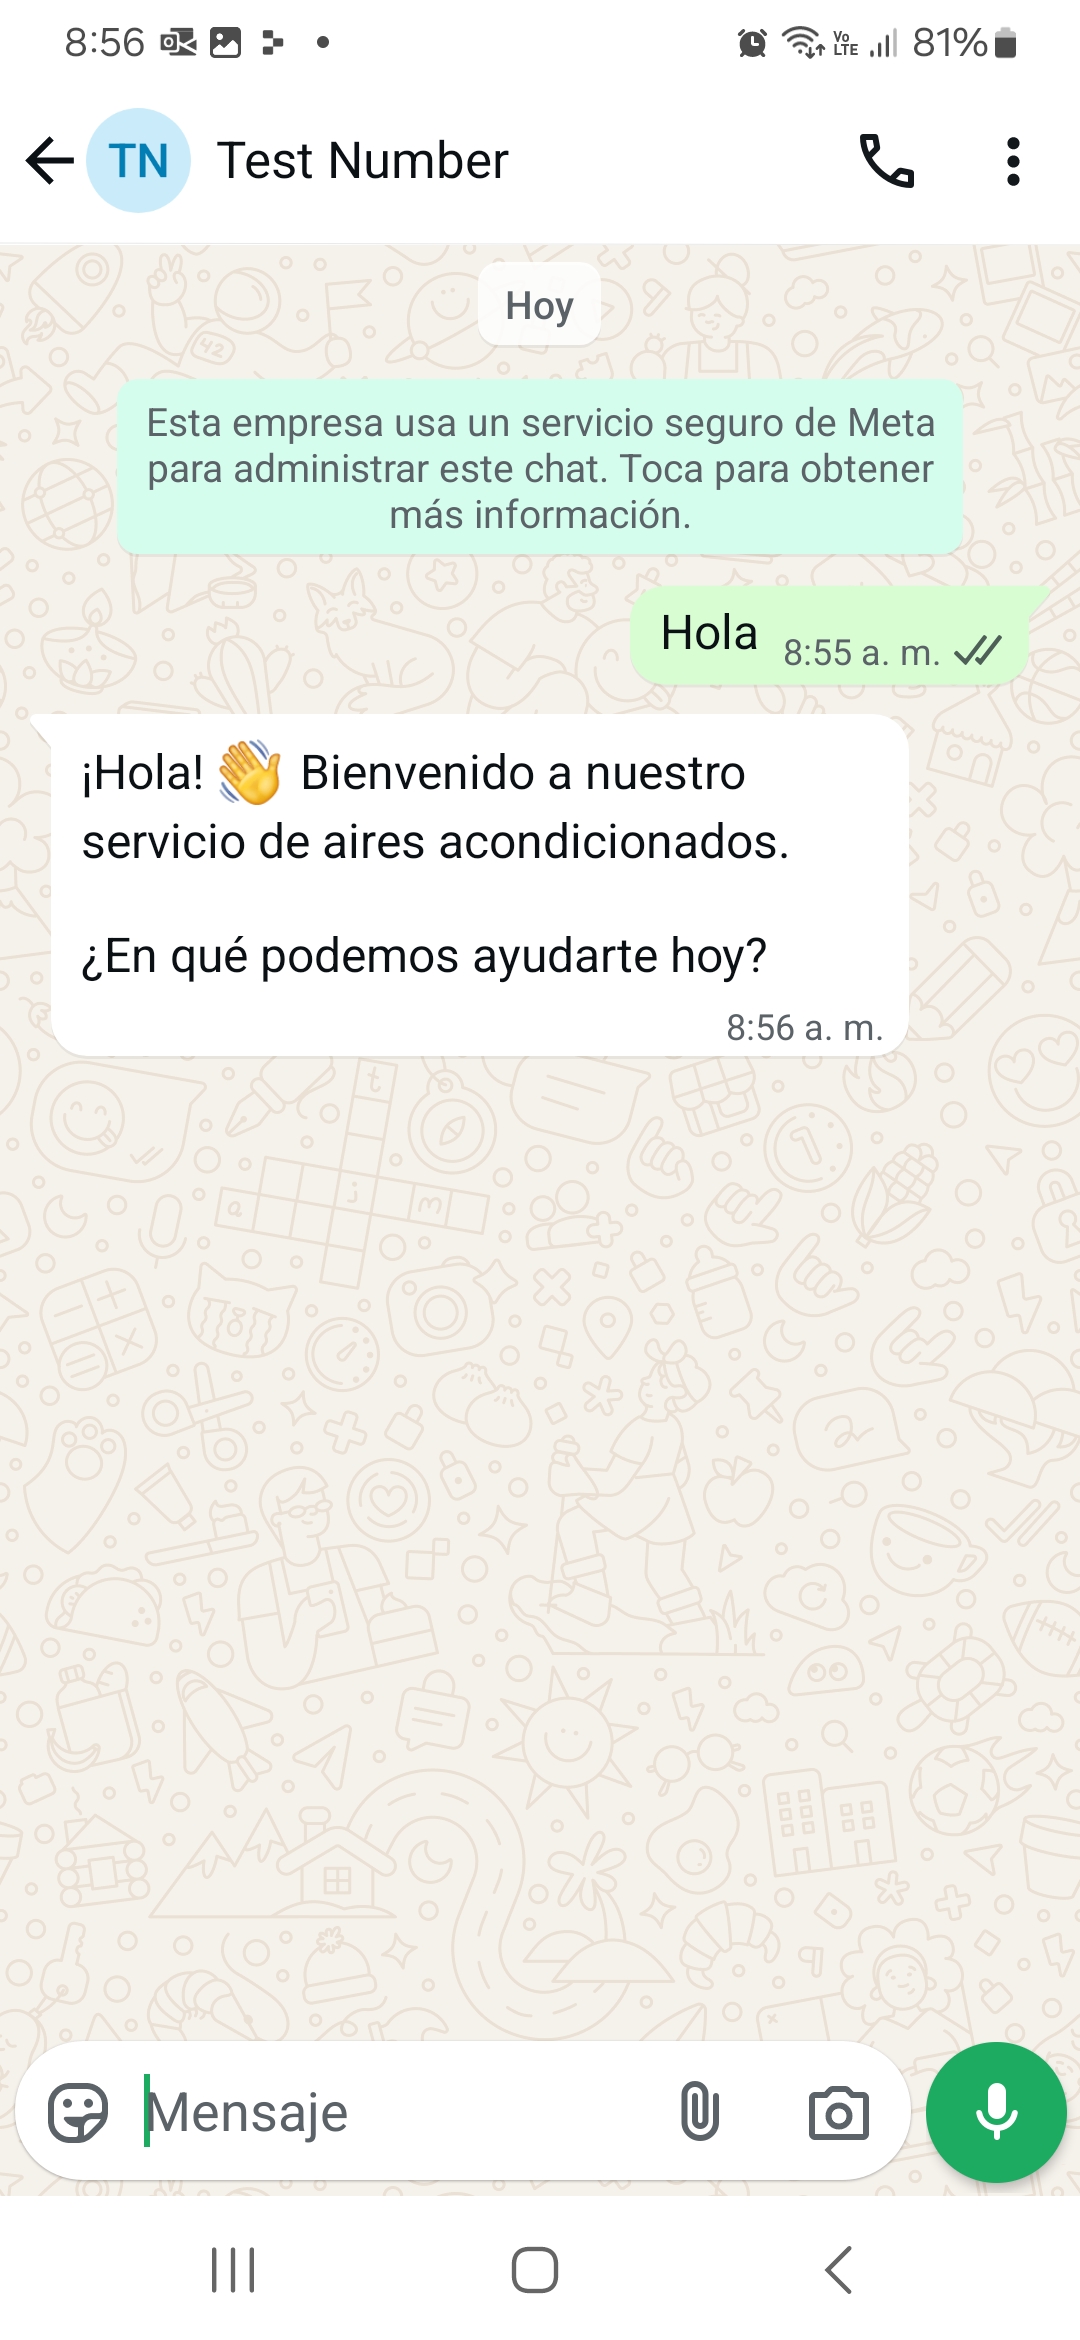 8:56
Vo LTE 81%
TN Test Number
Hoy
Esta empresa usa un servicio seguro de Meta
para administrar este chat. Toca para obtener
más información.
Hola 8:55 a. m.
¡Hola! 👋 Bienvenido a nuestro
servicio de aires acondicionados.
¿En qué podemos ayudarte hoy?
8:56 a. m.
Mensaje